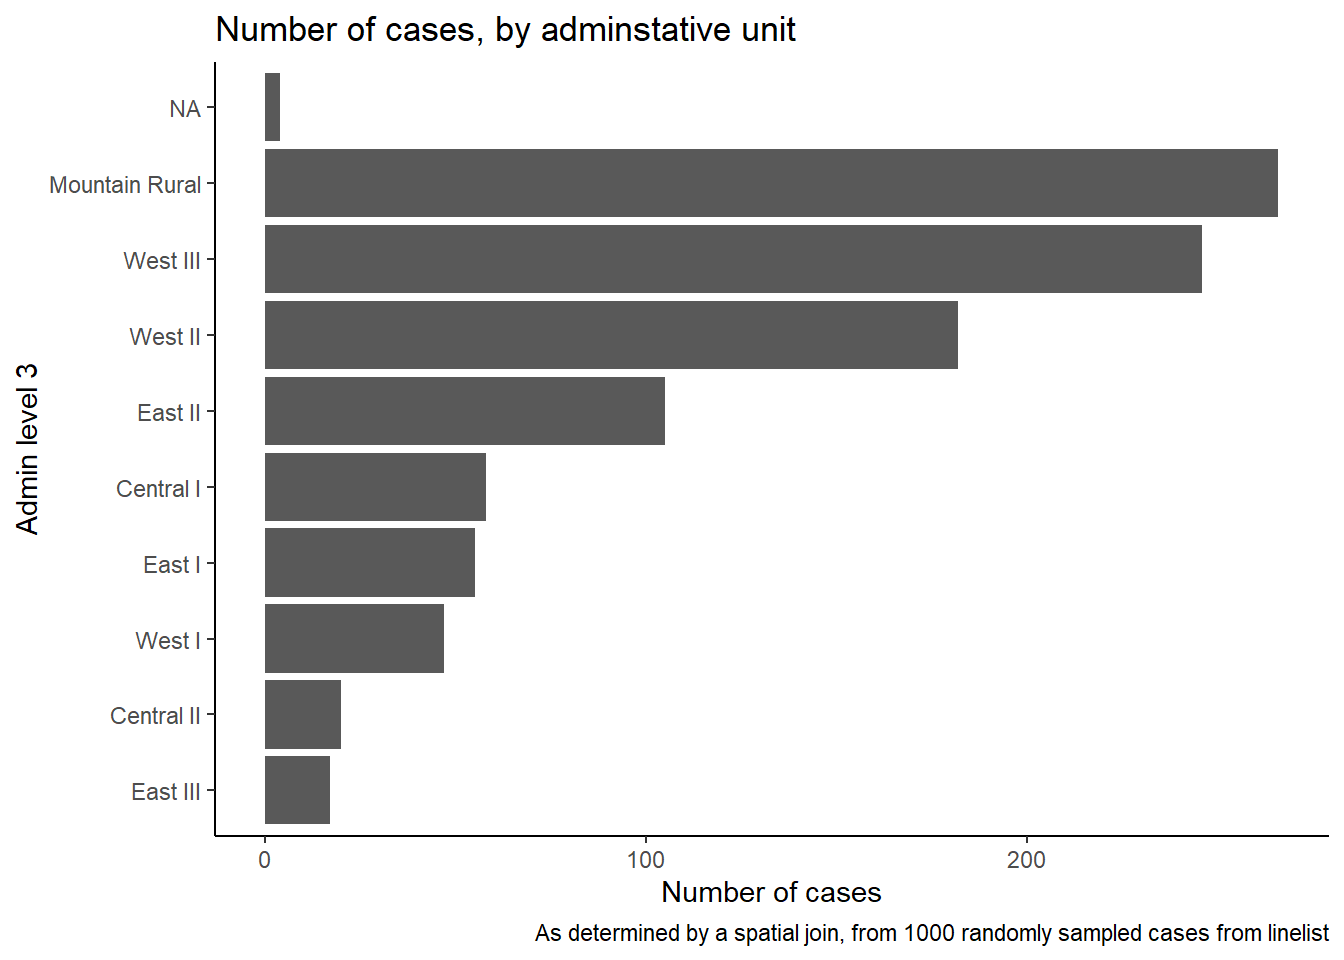 Number of cases, by adminstative unit
NA
Mountain Rural
West III
West II
East II
Central I
East I
West I
Central II
East III
Admin level 3
0 100 200
Number of cases
As determined by a spatial join, from 1000 randomly sampled cases from linelist